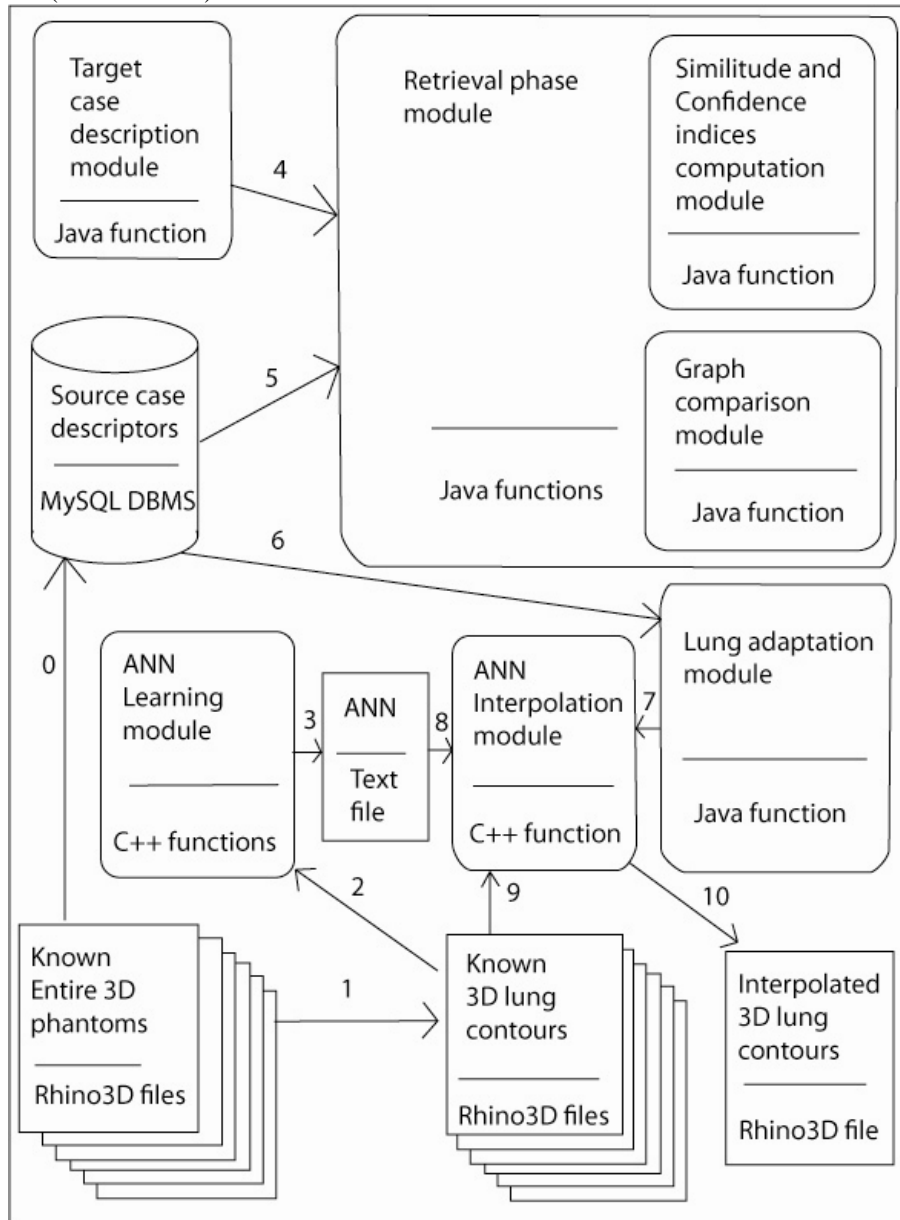 Target
case
description
module
Java function
4
Retrieval phase
module
Java functions
Similitude and
Confidence
indices
computation
module
Java function
Graph
comparison
module
Java function
Source case
descriptors
MySQL DBMS
5
6
0
ANN
Learning
module
C++ functions
3
ANN
Text
file
8
ANN
Interpolation
module
C++ function
7
Lung adaptation
module
Java function
2
9
10
Known
Entire 3D
phantoms
Rhino3D files
1
Known
3D lung
contours
Rhino3D files
Interpolated
3D lung
contours
Rhino3D file